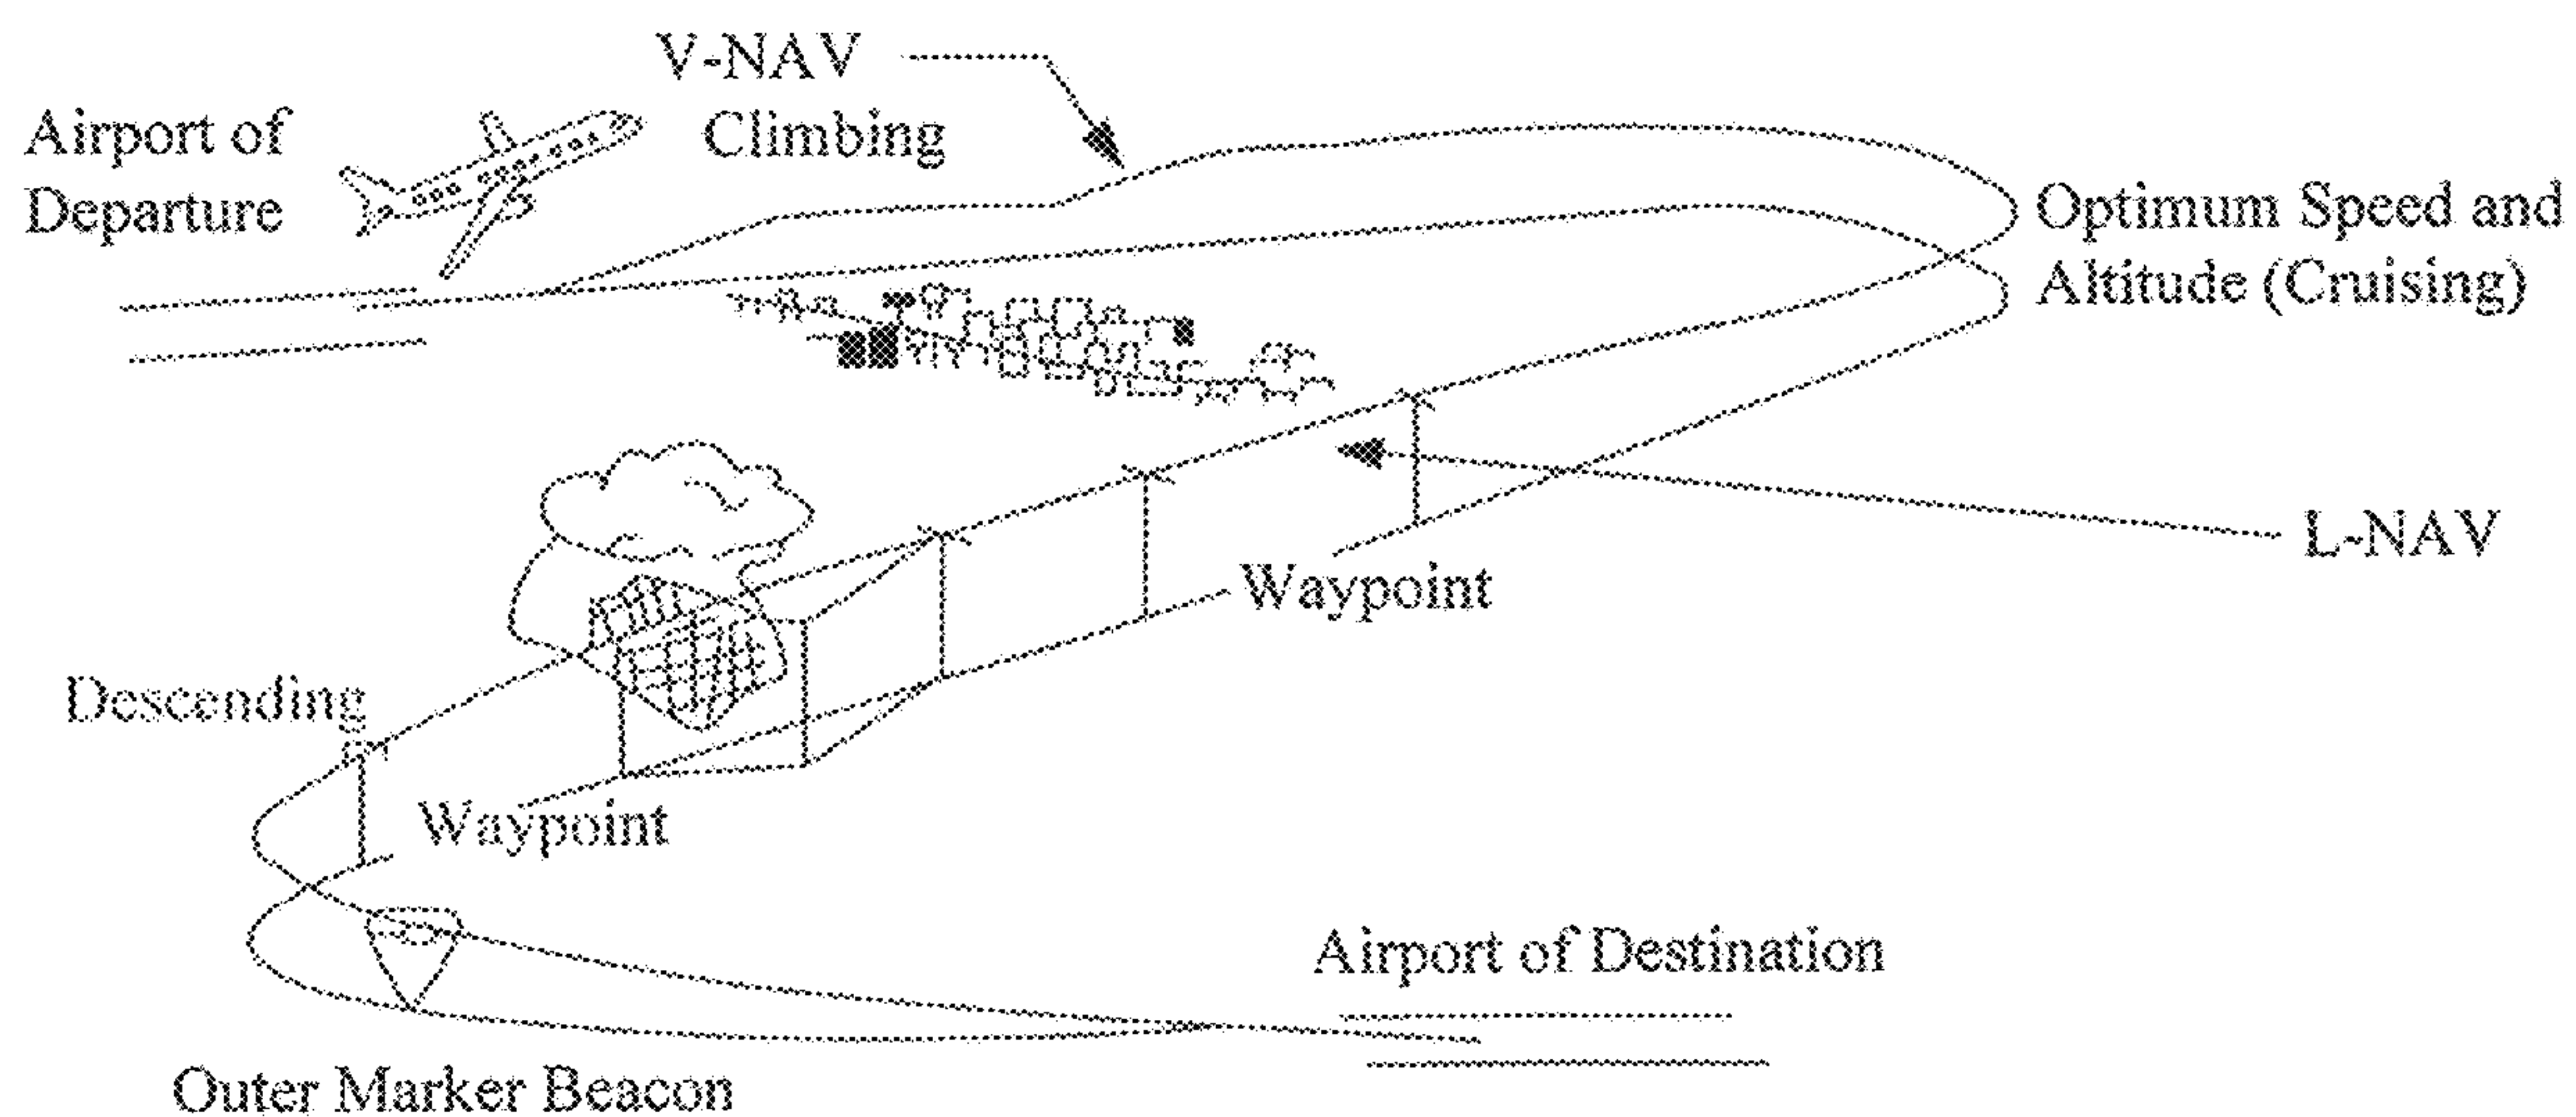 V-NAV
Climbing
Airport of
Departure
Optimum Speed and
Altitude (Cruising)
L-NAV
Waypoint
Descending
Waypoint
Airport of Destination
Outer Marker Beacon